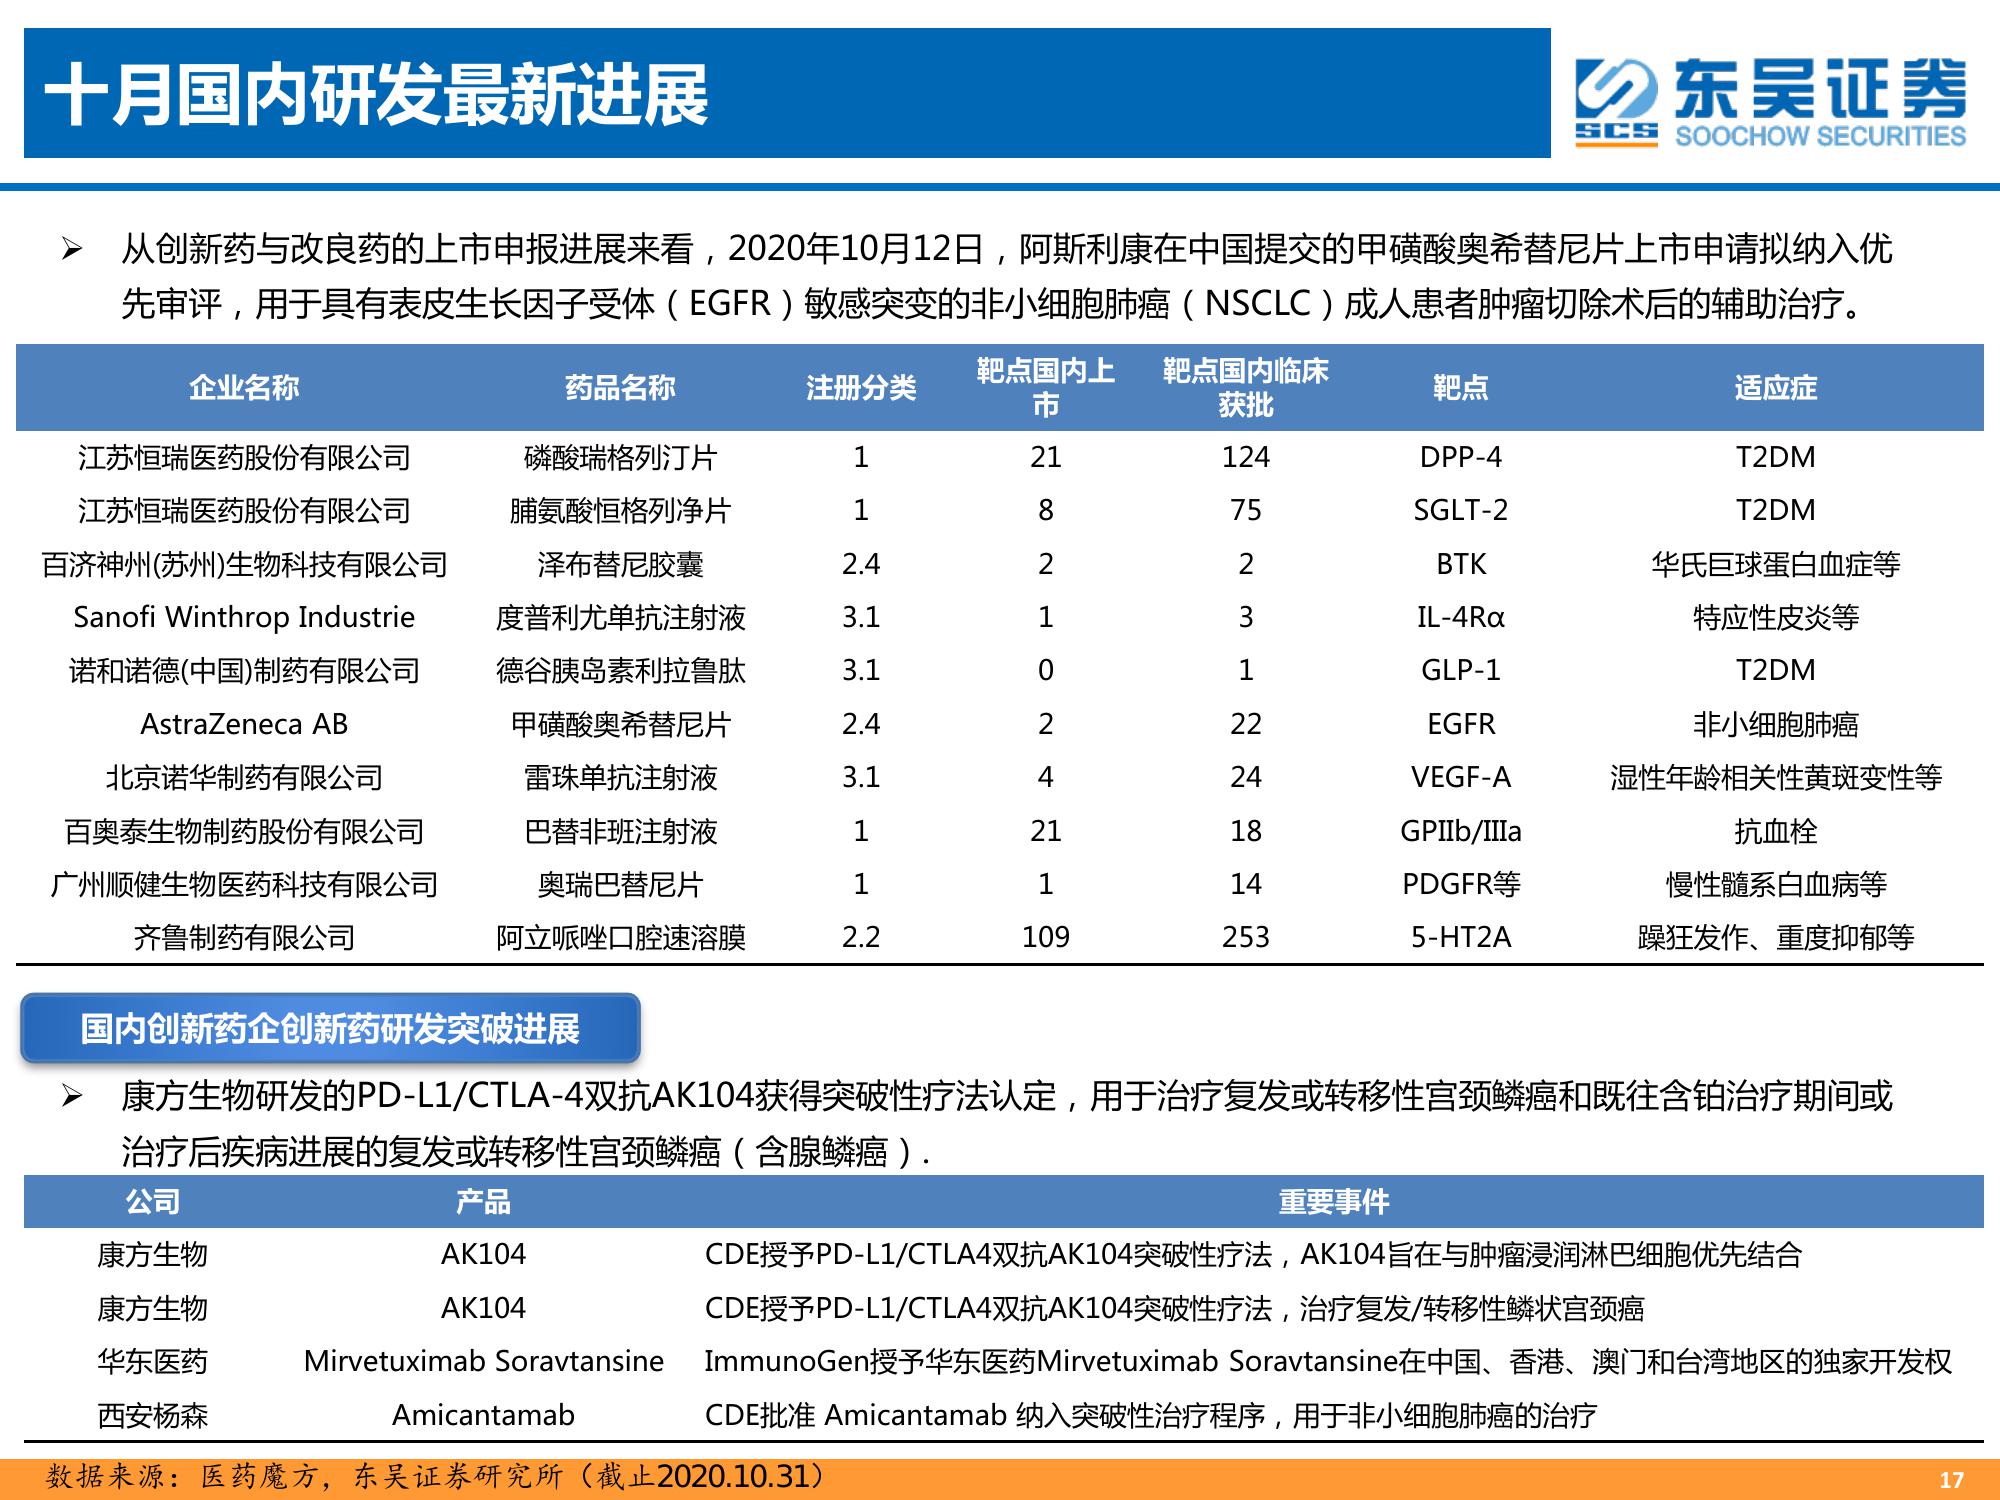 十月国内研发最新进展
SCS
东吴证券
SOOCHOW SECURITIES
➢ 从创新药与改良药的上市申报进展来看，2020年10月12日，阿斯利康在中国提交的甲磺酸奥希替尼片上市申请拟纳入优
先审评，用于具有表皮生长因子受体（EGFR）敏感突变的非小细胞肺癌（NSCLC）成人患者肿瘤切除术后的辅助治疗。
企业名称 药品名称 注册分类 靶点国内上市 靶点国内临床获批 靶点 适应症
江苏恒瑞医药股份有限公司 磷酸瑞格列汀片 1 21 124 DPP-4 T2DM
江苏恒瑞医药股份有限公司 脯氨酸恒格列净片 1 8 75 SGLT-2 T2DM
百济神州(苏州)生物科技有限公司 泽布替尼胶囊 2.4 2 2 BTK 华氏巨球蛋白血症等
Sanofi Winthrop Industrie 度普利尤单抗注射液 3.1 1 3 IL-4Rα 特应性皮炎等
诺和诺德(中国)制药有限公司 德谷胰岛素利拉鲁肽 3.1 0 1 GLP-1 T2DM
AstraZeneca AB 甲磺酸奥希替尼片 2.4 2 22 EGFR 非小细胞肺癌
北京诺华制药有限公司 雷珠单抗注射液 3.1 4 24 VEGF-A 湿性年龄相关性黄斑变性等
百奥泰生物制药股份有限公司 巴替非班注射液 1 21 18 GPIIb/IIIa 抗血栓
广州顺健生物医药科技有限公司 奥瑞巴替尼片 1 1 14 PDGFR等 慢性髓系白血病等
齐鲁制药有限公司 阿立哌唑口腔速溶膜 2.2 109 253 5-HT2A 躁狂发作、重度抑郁等
国内创新药企创新药研发突破进展
➢ 康方生物研发的PD-L1/CTLA-4双抗AK104获得突破性疗法认定，用于治疗复发或转移性宫颈鳞癌和既往含铂治疗期间或
治疗后疾病进展的复发或转移性宫颈鳞癌（含腺鳞癌）.
公司 产品 重要事件
康方生物 AK104 CDE授予PD-L1/CTLA4双抗AK104突破性疗法，AK104旨在与肿瘤浸润淋巴细胞优先结合
康方生物 AK104 CDE授予PD-L1/CTLA4双抗AK104突破性疗法，治疗复发/转移性鳞状宫颈癌
华东医药 Mirvetuximab Soravtansine ImmunoGen授予华东医药Mirvetuximab Soravtansine在中国、香港、澳门和台湾地区的独家开发权
西安杨森 Amicantamab CDE批准 Amicantamab 纳入突破性治疗程序，用于非小细胞肺癌的治疗
数据来源：医药魔方，东吴证券研究所（截止2020.10.31）
17